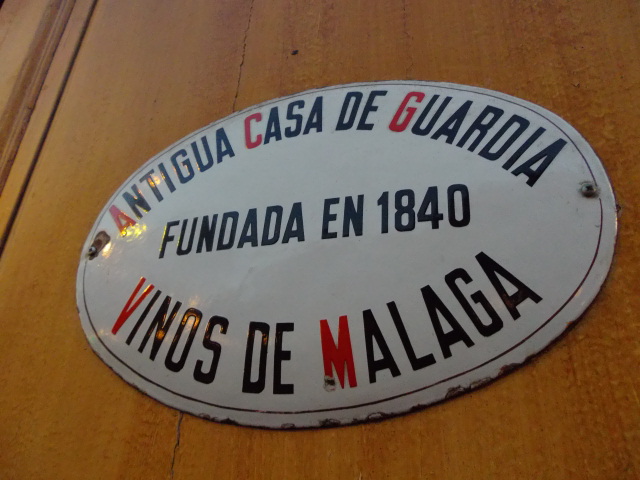 ANTIGUA CASA DE GUARDIA
FUNDADA EN 1840
VINOS DE MALAGA